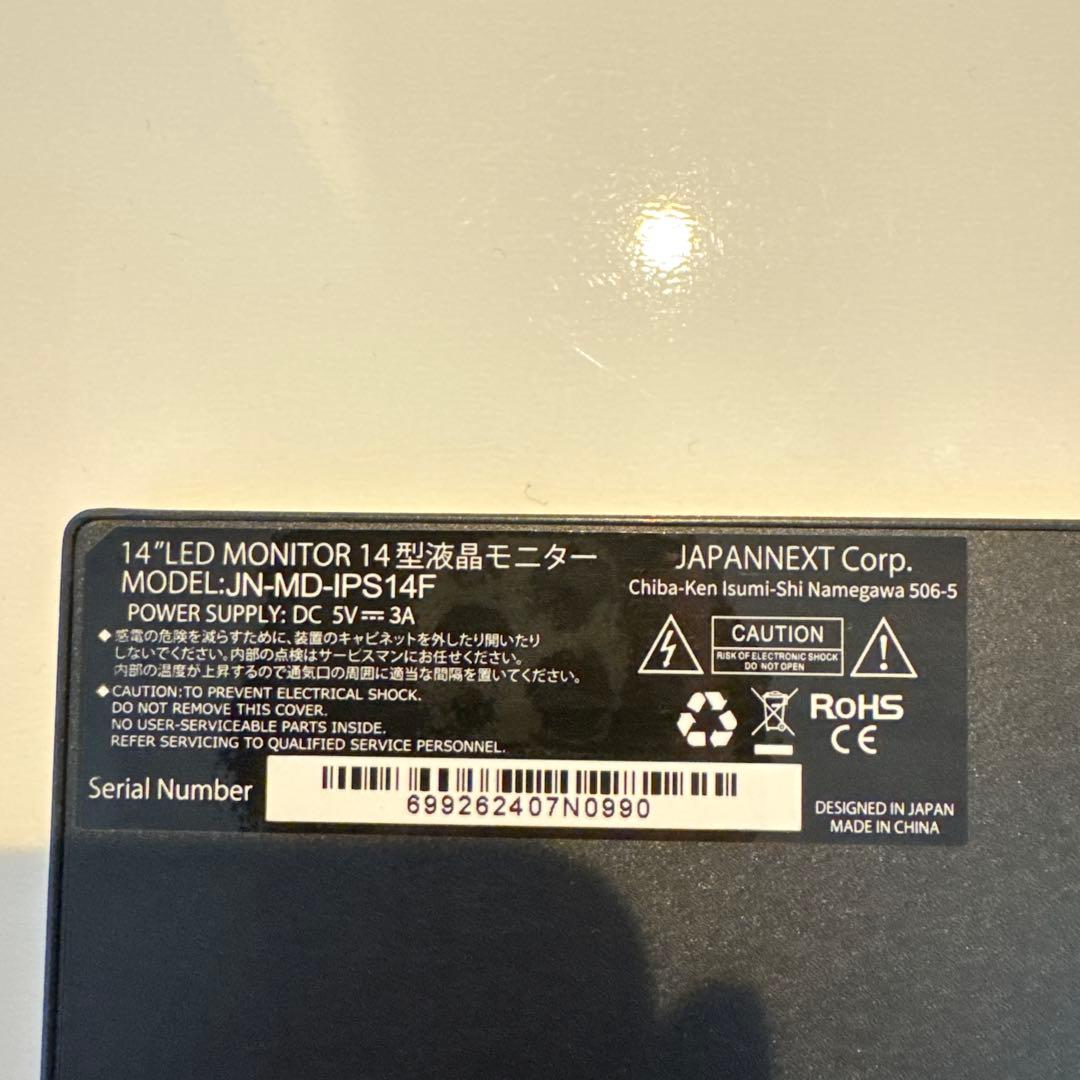 14"LED MONITOR 14型液晶モニター
MODEL:JN-MD-IPS14F
POWER SUPPLY: DC 5V⎓3A
◆感電の危険を減らすために、装置のキャビネットを外したり開いたり
しないでください。内部の点検はサービスマンにお任せください。
内部の温度が上昇するので通気口の周囲に適当な間隔を置いてください。
◆CAUTION:TO PREVENT ELECTRICAL SHOCK.
DO NOT REMOVE THIS COVER.
NO USER-SERVICEABLE PARTS INSIDE.
REFER SERVICING TO QUALIFIED SERVICE PERSONNEL.
JAPANNEXT Corp.
Chiba-Ken Isumi-Shi Namegawa 506-5
CAUTION
RISK OF ELECTRONIC SHOCK
DO NOT OPEN
RoHS
CE
Serial Number
699262407N0990
DESIGNED IN JAPAN
MADE IN CHINA